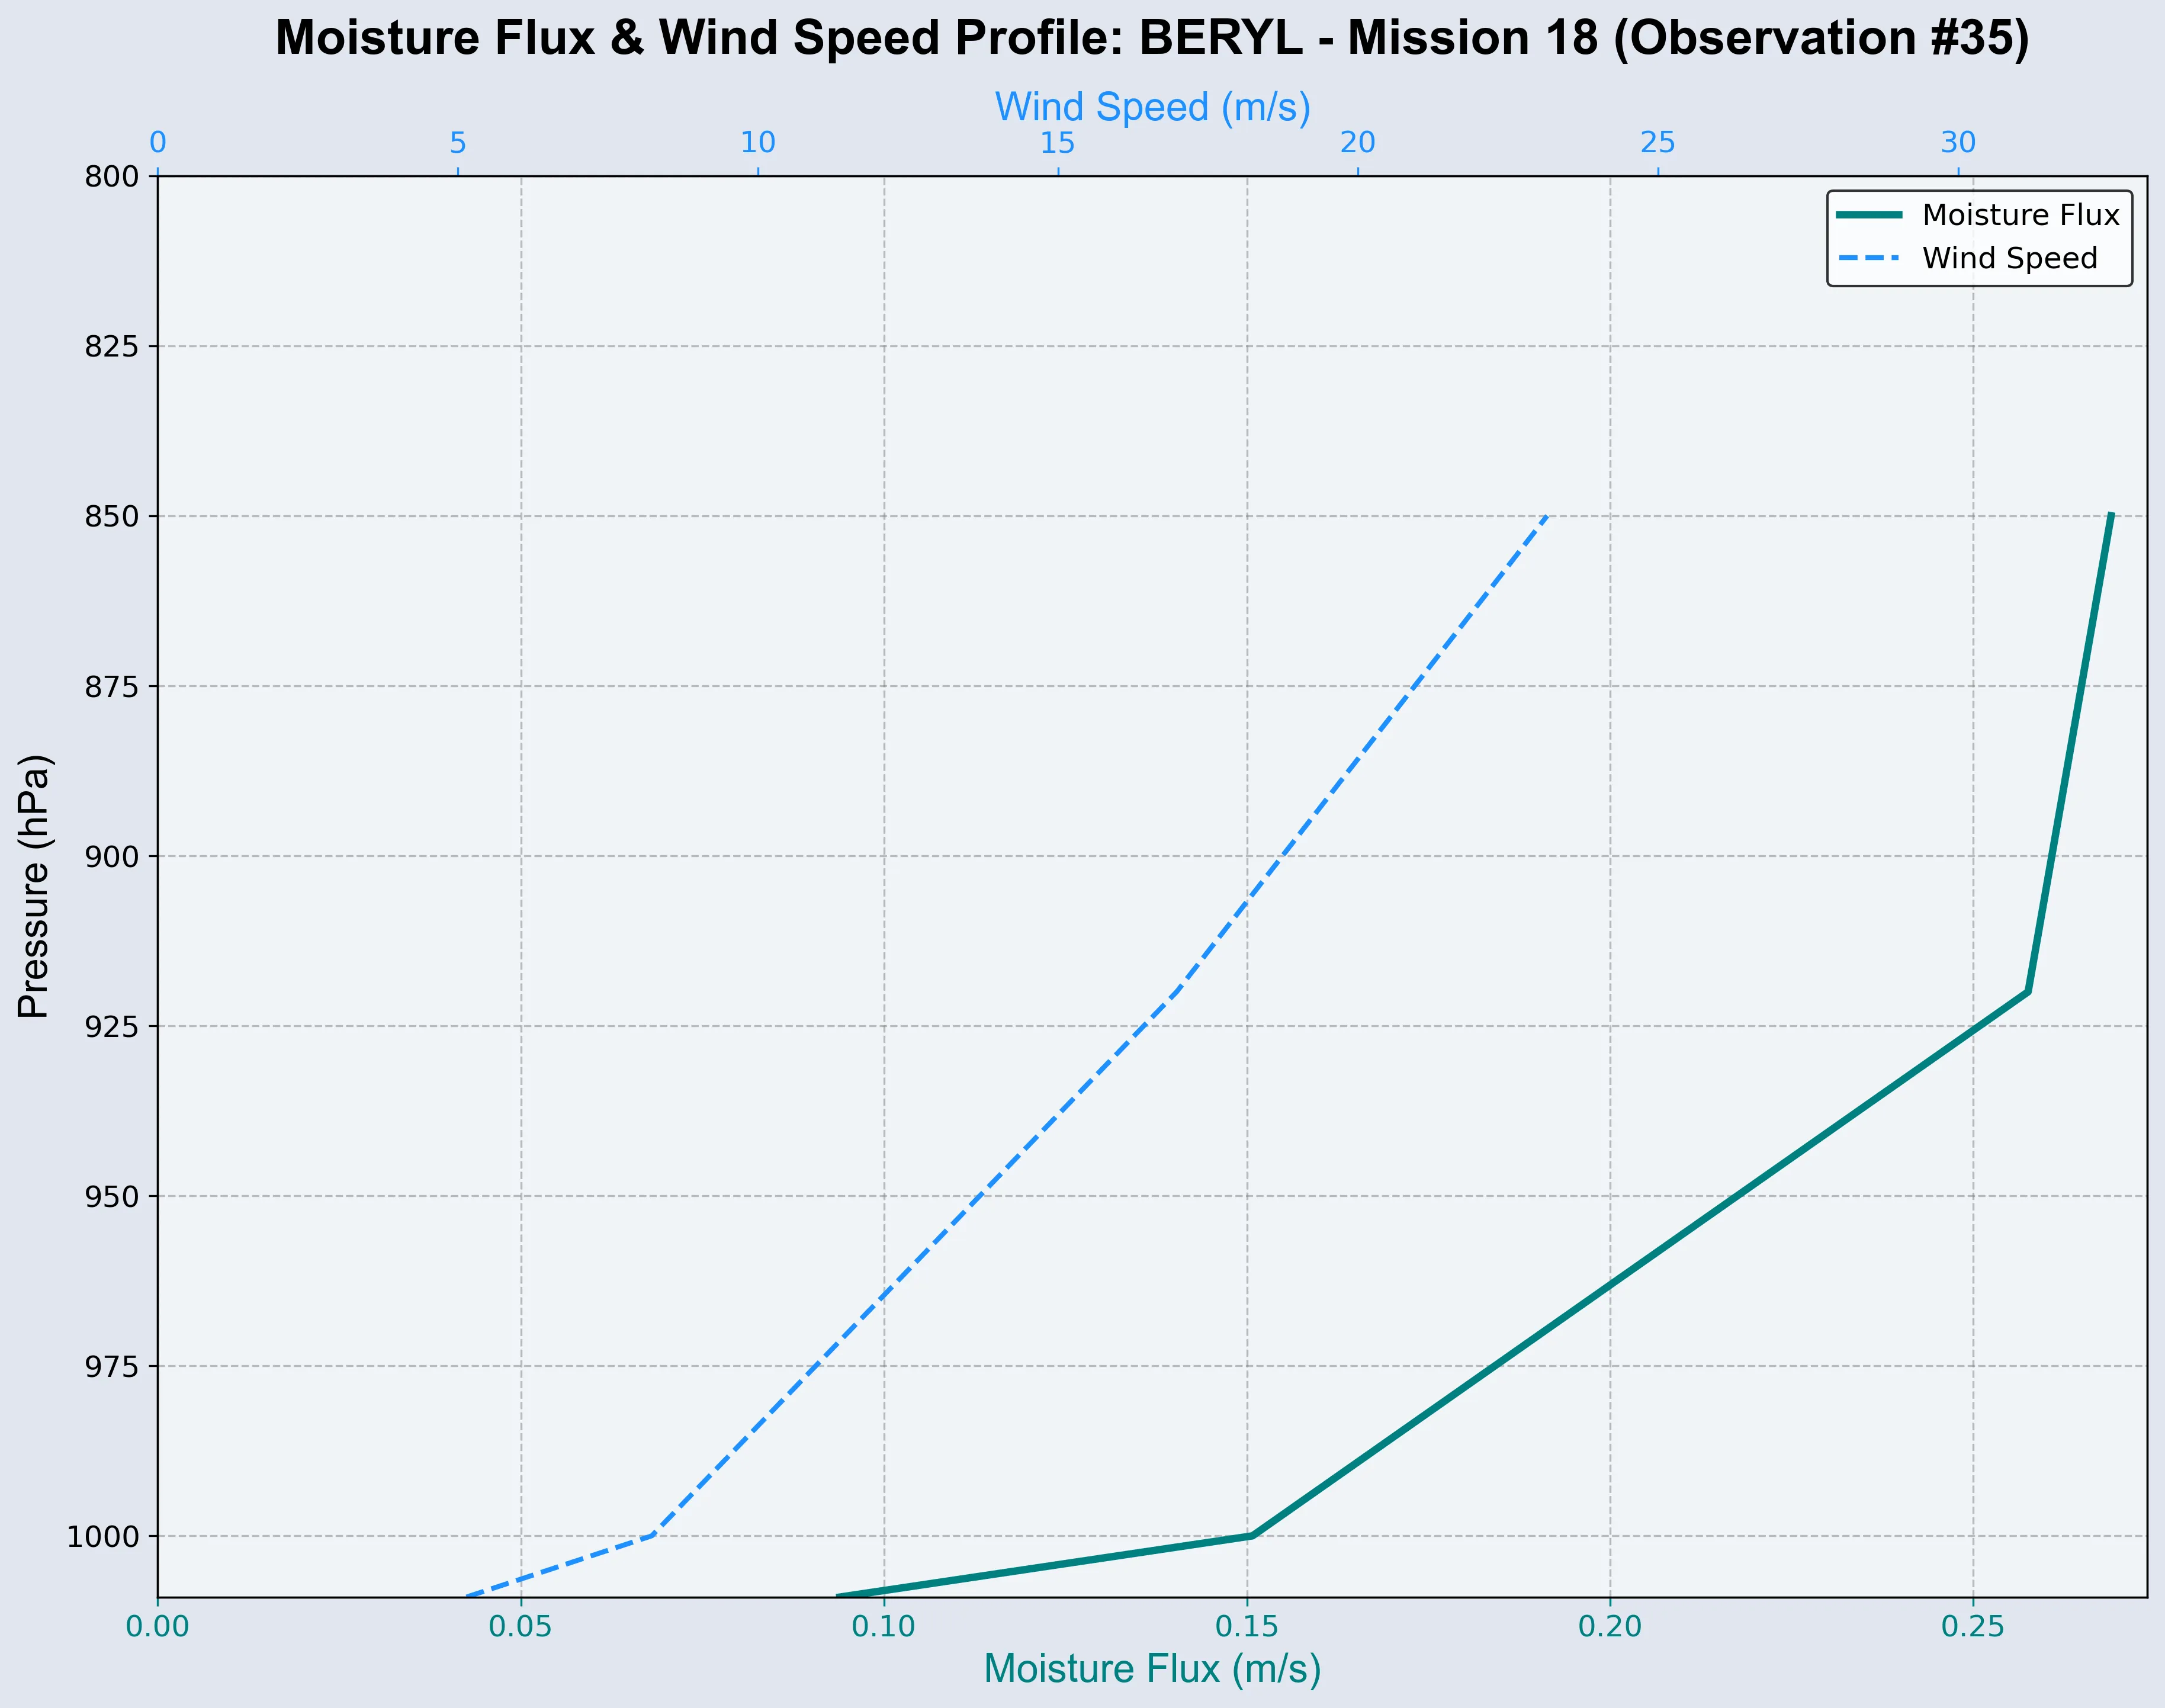 Moisture Flux & Wind Speed Profile: BERYL - Mission 18 (Observation #35)
Wind Speed (m/s)
0 5 10 15 20 25 30
Moisture Flux
Wind Speed
800
825
850
875
900
925
950
975
1000
Pressure (hPa)
0.00 0.05 0.10 0.15 0.20 0.25
Moisture Flux (m/s)